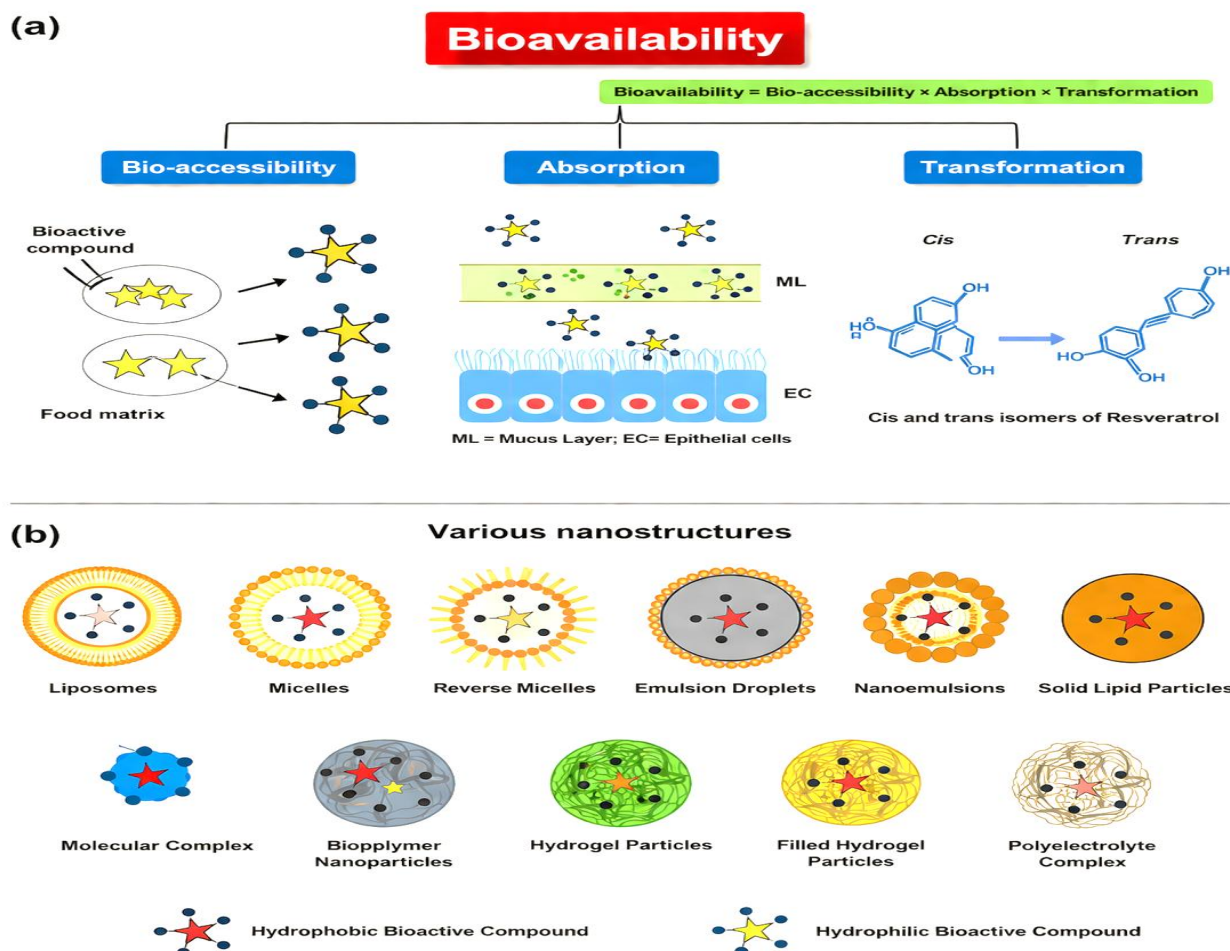 (a)
Bioavailability
Bioavailability = Bio-accessibility × Absorption × Transformation
Bio-accessibility
Absorption
Transformation
Bioactive
compound
Food matrix
ML
EC
ML = Mucus Layer; EC= Epithelial cells
Cis
Trans
OH
HO
OH
OH
HO
OH
Cis and trans isomers of Resveratrol
(b)
Various nanostructures
Liposomes
Micelles
Reverse Micelles
Emulsion Droplets
Nanoemulsions
Solid Lipid Particles
Molecular Complex
Biopplymer
Nanoparticles
Hydrogel Particles
Filled Hydrogel
Particles
Polyelectrolyte
Complex
Hydrophobic Bioactive Compound
Hydrophilic Bioactive Compound